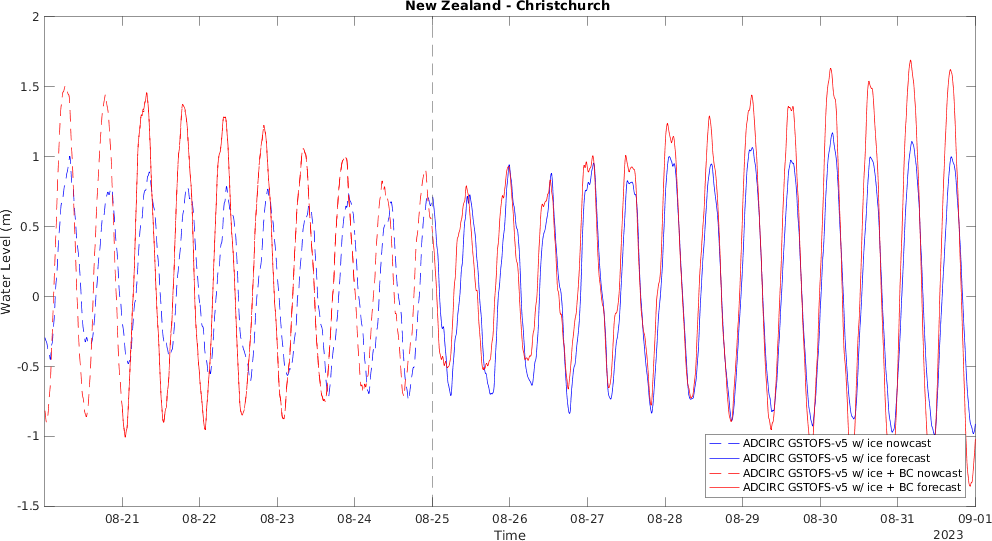 New Zealand - Christchurch
Water Level (m)
2
1.5
1
0.5
0
-0.5
-1
-1.5
ADCIRC GSTOFS-v5 w/ ice nowcast
ADCIRC GSTOFS-v5 w/ ice forecast
ADCIRC GSTOFS-v5 w/ ice + BC nowcast
ADCIRC GSTOFS-v5 w/ ice + BC forecast
08-21 08-22 08-23 08-24 08-25 08-26 08-27 08-28 08-29 08-30 08-31 09-01
Time
2023